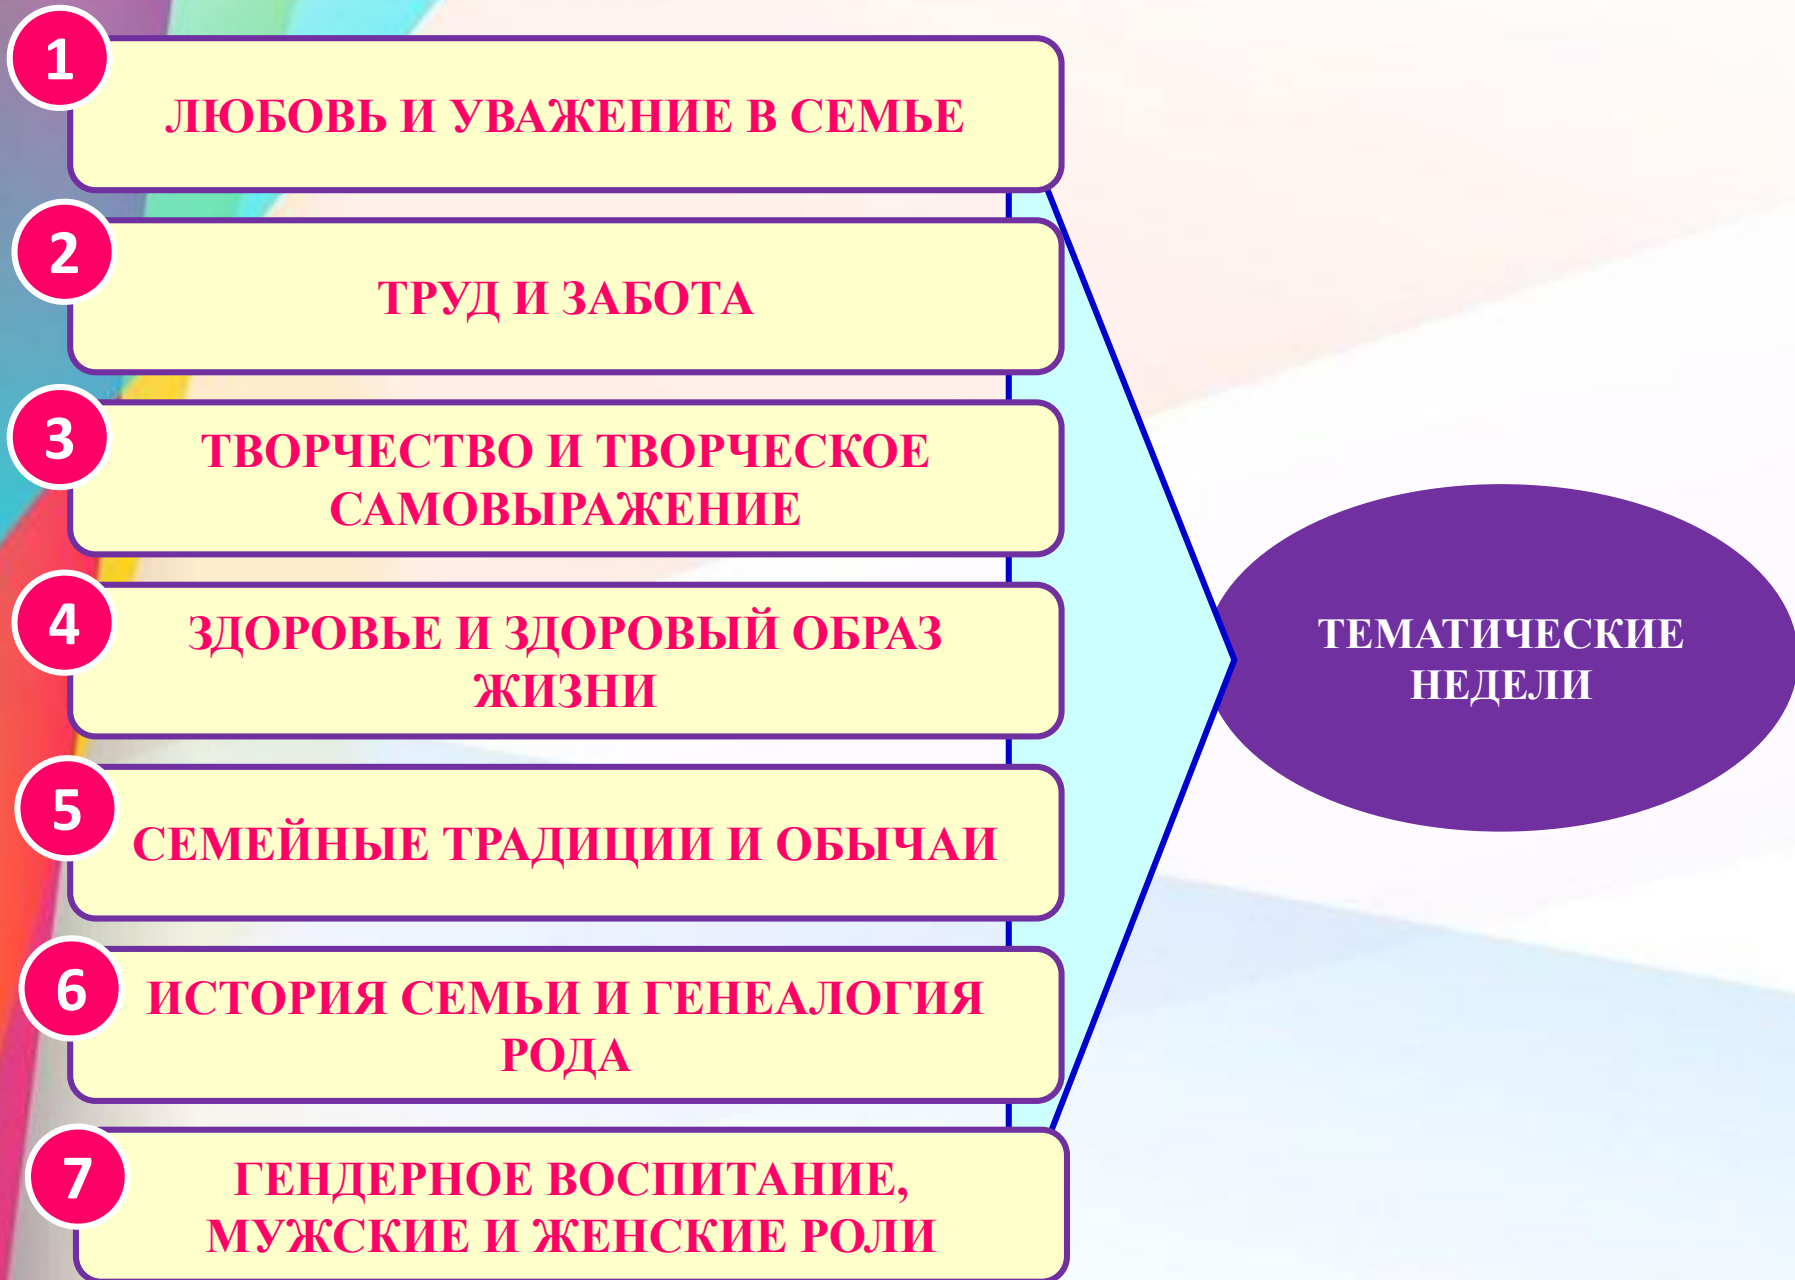 1
ЛЮБОВЬ И УВАЖЕНИЕ В СЕМЬЕ
2
ТРУД И ЗАБОТА
3
ТВОРЧЕСТВО И ТВОРЧЕСКОЕ
САМОВЫРАЖЕНИЕ
4
ЗДОРОВЬЕ И ЗДОРОВЫЙ ОБРАЗ
ЖИЗНИ
5
СЕМЕЙНЫЕ ТРАДИЦИИ И ОБЫЧАИ
6
ИСТОРИЯ СЕМЬИ И ГЕНЕАЛОГИЯ
РОДА
7
ГЕНДЕРНОЕ ВОСПИТАНИЕ,
МУЖСКИЕ И ЖЕНСКИЕ РОЛИ
ТЕМАТИЧЕСКИЕ
НЕДЕЛИ